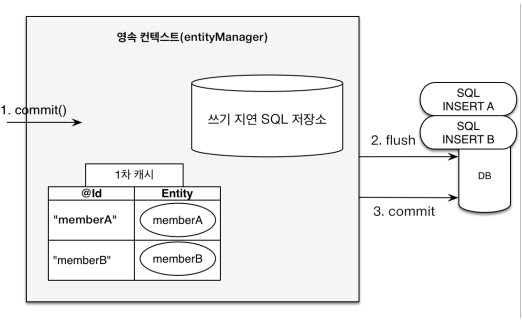 영속 컨텍스트(entityManager)
1. commit()
쓰기 지연 SQL 저장소
SQL
INSERT A
SQL
INSERT B
2. flush
DB
3. commit
1차 캐시
@Id Entity
"memberA" memberA
"memberB" memberB